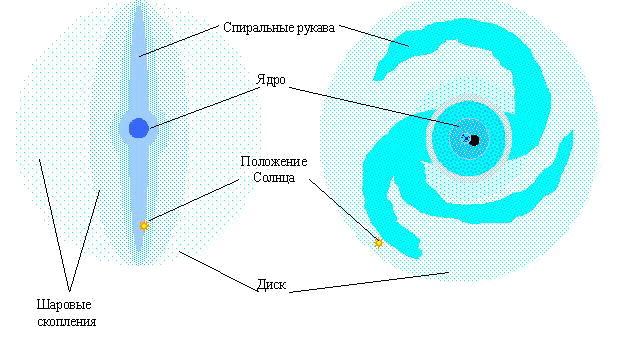 Спиральные рукава
Ядро
Положение
Солнца
Диск
Шаровые
скопления